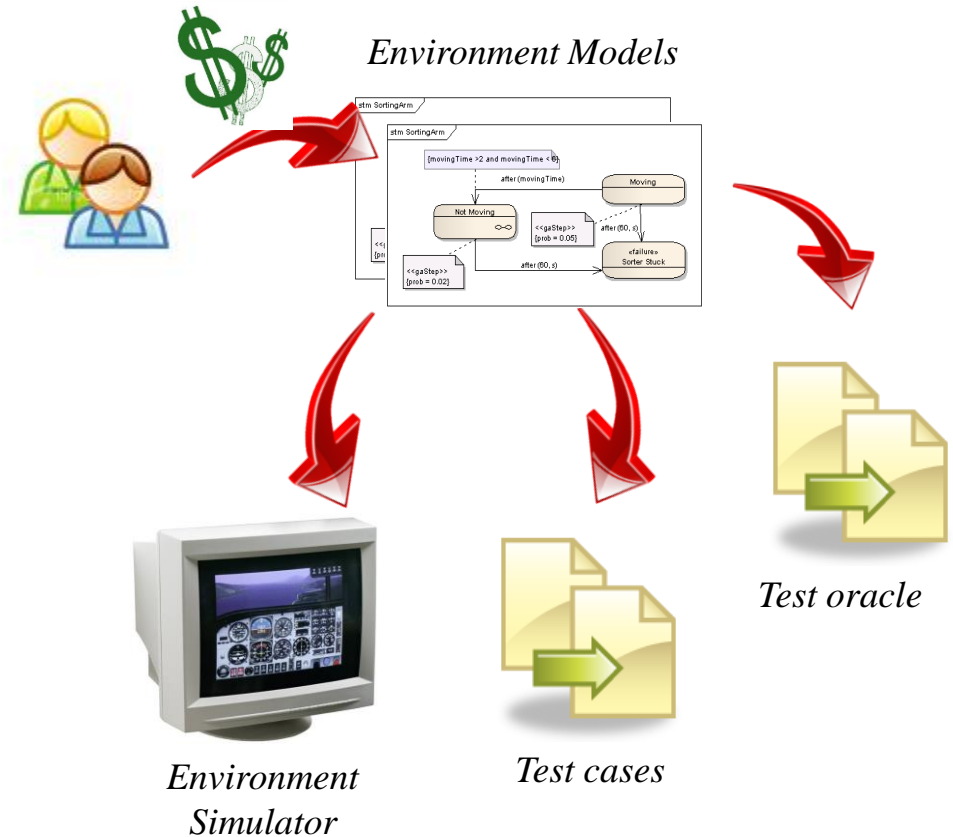 Environment Models
stm SortingArm
stm SortingArm
{movingTime >2 and movingTime < 6}
after (movingTime)
Moving
Not Moving
<<gaStep>>
{prob = 0.05}
after (60, s)
«failure»
Sorter Stuck
after (60, s)
<<gaStep>>
{prob = 0.02}
Test oracle
Test cases
Environment
Simulator